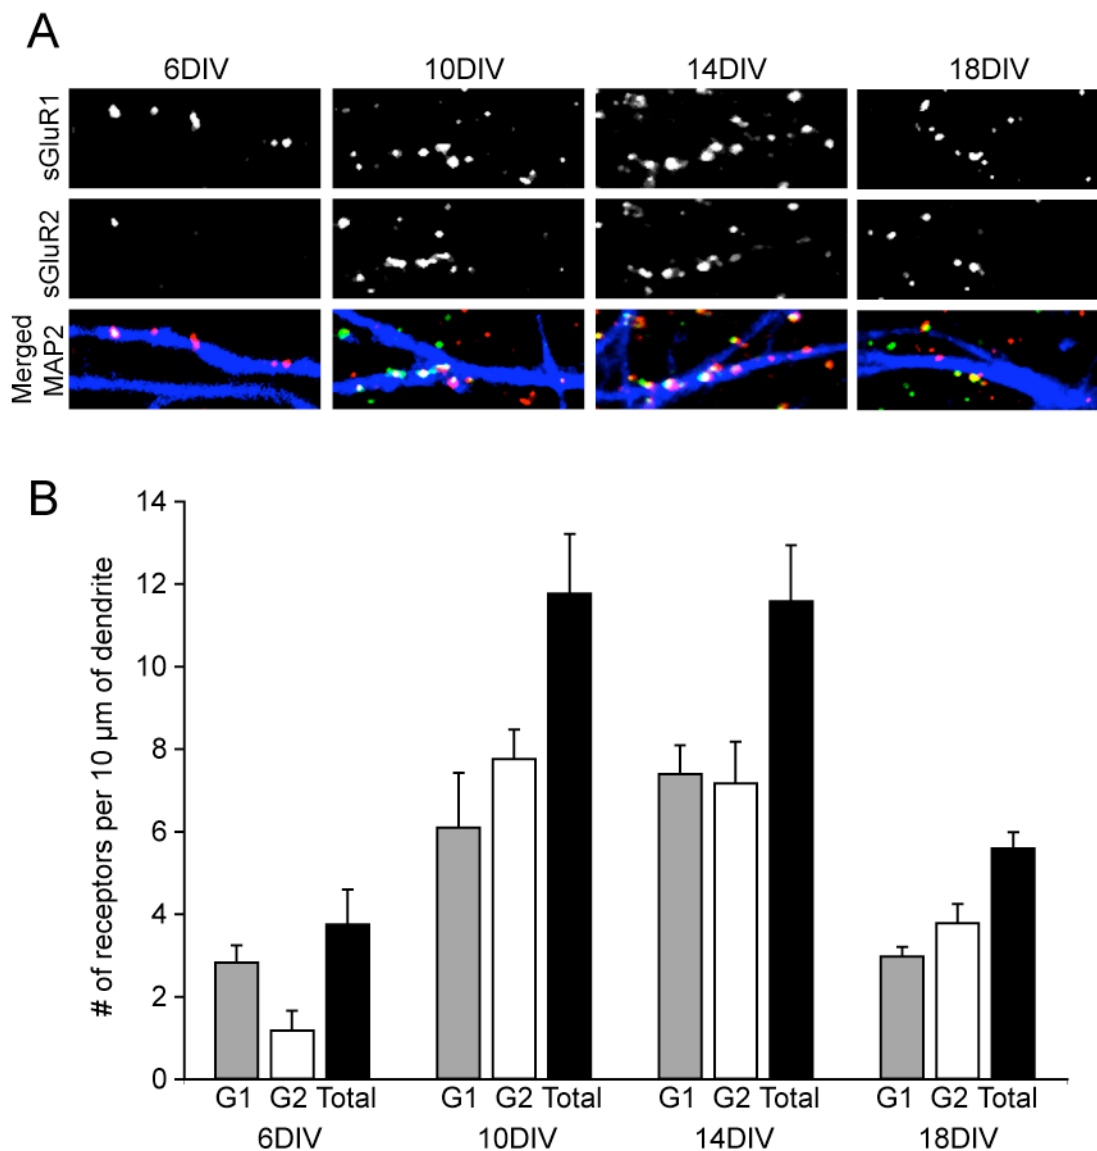 A
6DIV 10DIV 14DIV 18DIV
sGluR1
sGluR2
Merged
MAP2
B
# of receptors per 10 µm of dendrite
14
12
10
8
6
4
2
0
G1 G2 Total G1 G2 Total G1 G2 Total G1 G2 Total
6DIV 10DIV 14DIV 18DIV